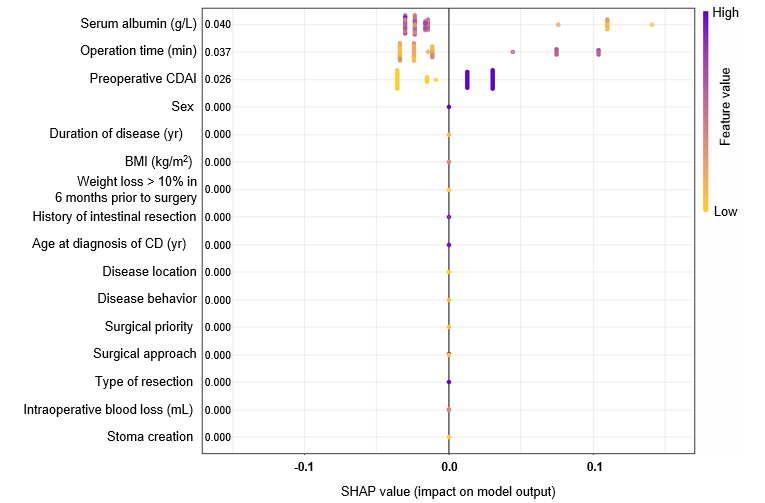 Serum albumin (g/L) 0.040
Operation time (min) 0.037
Preoperative CDAI 0.026
Sex 0.000
Duration of disease (yr) 0.000
BMI (kg/m²) 0.000
Weight loss > 10% in
6 months prior to surgery 0.000
History of intestinal resection 0.000
Age at diagnosis of CD (yr) 0.000
Disease location 0.000
Disease behavior 0.000
Surgical priority 0.000
Surgical approach 0.000
Type of resection 0.000
Intraoperative blood loss (mL) 0.000
Stoma creation 0.000
-0.1 0.0 0.1
SHAP value (impact on model output)
High
Feature value
Low